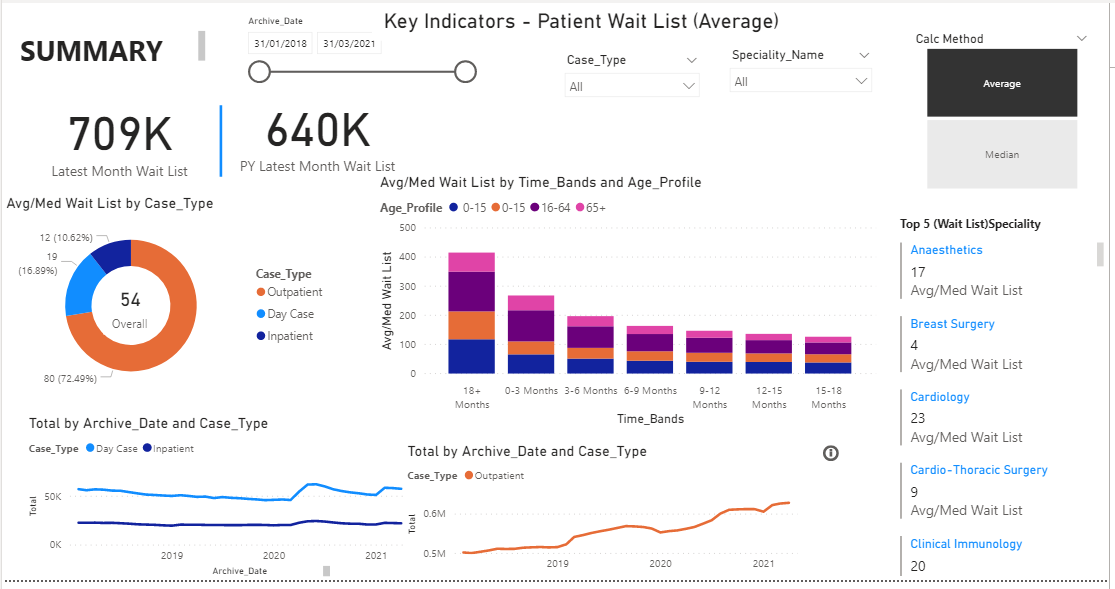 Key Indicators - Patient Wait List (Average)
SUMMARY
Archive_Date
31/01/2018 31/03/2021
Case_Type
All
Speciality_Name
All
Calc Method
Average
Median
709K
Latest Month Wait List
640K
PY Latest Month Wait List
Avg/Med Wait List by Case_Type
12 (10.62%)
19
(16.89%)
54
Overall
80 (72.49%)
Case_Type
Outpatient
Day Case
Inpatient
Avg/Med Wait List by Time_Bands and Age_Profile
Age_Profile 0-15 0-15 16-64 65+
Avg/Med Wait List
500
400
300
200
100
0
18+
Months
0-3 Months
3-6 Months
6-9 Months
9-12
Months
12-15
Months
15-18
Months
Time_Bands
Top 5 (Wait List)Speciality
Anaesthetics
17
Avg/Med Wait List
Breast Surgery
4
Avg/Med Wait List
Cardiology
23
Avg/Med Wait List
Cardio-Thoracic Surgery
9
Avg/Med Wait List
Clinical Immunology
20
Total by Archive_Date and Case_Type
Case_Type Day Case Inpatient
Total
50K
0K
2019 2020 2021
Archive_Date
Total by Archive_Date and Case_Type
Case_Type Outpatient
Total
0.6M
0.5M
2019 2020 2021